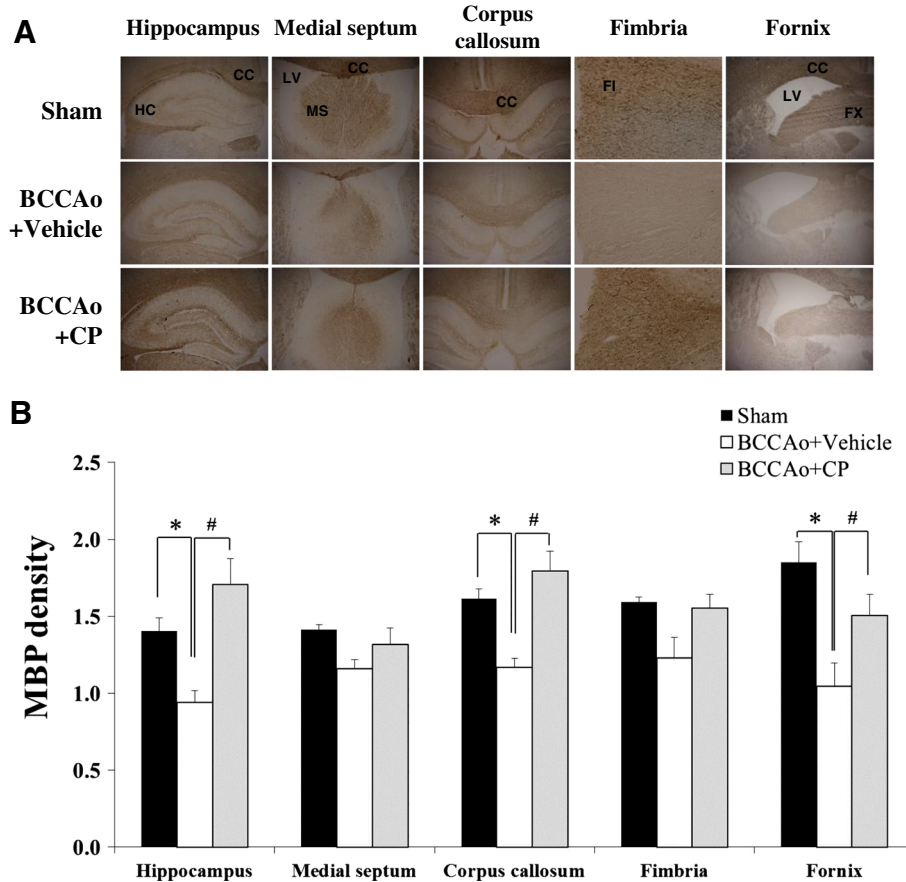 A
Hippocampus Medial septum Corpus callosum Fimbria Fornix
Sham
CC
HC
LV
CC
MS
CC
FI
CC
LV
FX
BCCAo
+Vehicle
BCCAo
+CP
B
Sham
BCCAo+Vehicle
BCCAo+CP
MBP density
2.5
2.0
1.5
1.0
0.5
0.0
* #
* #
* #
Hippocampus Medial septum Corpus callosum Fimbria Fornix